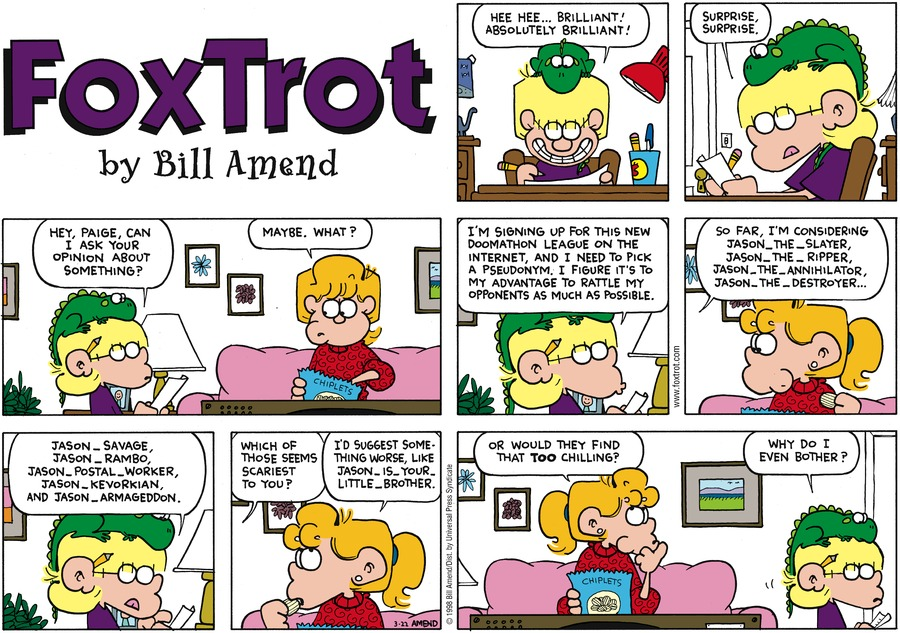 FoxTrot
by Bill Amend
HEE HEE... BRILLIANT!
ABSOLUTELY BRILLIANT!
SURPRISE,
SURPRISE.
HEY, PAIGE, CAN
I ASK YOUR
OPINION ABOUT
SOMETHING?
MAYBE. WHAT?
CHIPLETS
I'M SIGNING UP FOR THIS NEW
DOOMATHON LEAGUE ON THE
INTERNET, AND I NEED TO PICK
A PSEUDONYM. I FIGURE IT'S TO
MY ADVANTAGE TO RATTLE MY
OPPONENTS AS MUCH AS POSSIBLE.
www.foxtrot.com
SO FAR, I'M CONSIDERING
JASON_THE_SLAYER,
JASON_THE_RIPPER,
JASON_THE_ANNIHILATOR,
JASON_THE_DESTROYER...
JASON_SAVAGE,
JASON_RAMBO,
JASON_POSTAL_WORKER,
JASON_KEVORKIAN,
AND JASON_ARMAGEDDON.
WHICH OF
THOSE SEEMS
SCARIEST
TO YOU?
I'D SUGGEST SOME-
THING WORSE, LIKE
JASON_IS_YOUR_
LITTLE_BROTHER.
3-22 AMEND
© 1998 Bill Amend/Dist. by Universal Press Syndicate
OR WOULD THEY FIND
THAT TOO CHILLING?
CHIPLETS
WHY DO I
EVEN BOTHER?